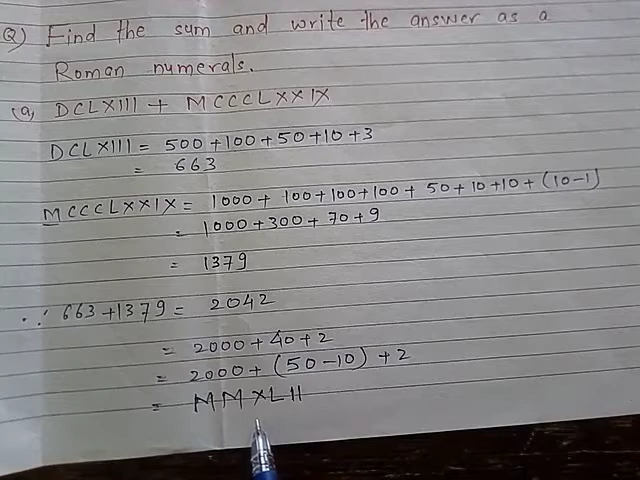 Q) Find the sum and write the answer as a
Roman numerals.
(a, DCLXIII + MCCCLXXIX
DCLXIII = 500+100+50+10+3
= 663
MCCCLXXIX = 1000 + 100+100+100 + 50+10+10+(10-1)
= 1000+300+70+9
= 1379
∴ 663+1379 = 2042
= 2000+40+2
= 2000+(50-10)+2
= MMXLII